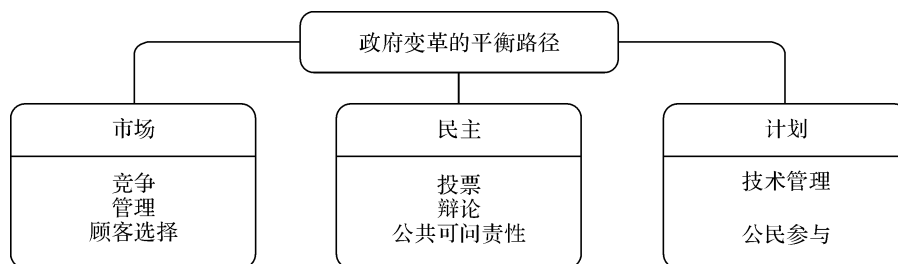 政府变革的平衡路径
市场
竞争
管理
顾客选择
民主
投票
辩论
公共可问责性
计划
技术管理
公民参与